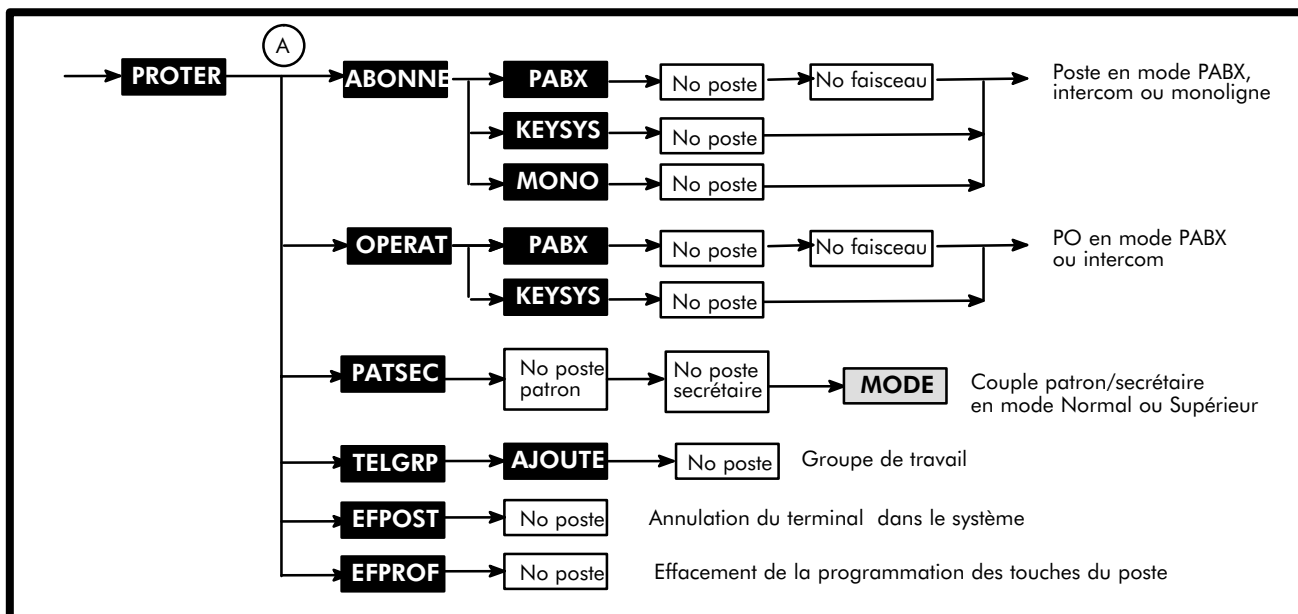 A
PROTER
ABONNE
PABX
No poste
No faisceau
Poste en mode PABX,
intercom ou monoligne
KEYSYS
No poste
MONO
No poste
OPERAT
PABX
No poste
No faisceau
PO en mode PABX
ou intercom
KEYSYS
No poste
PATSEC
No poste
patron
No poste
secrétaire
MODE
Couple patron/secrétaire
en mode Normal ou Supérieur
TELGRP
AJOUTE
No poste
Groupe de travail
EFPOST
No poste
Annulation du terminal dans le système
EFPROF
No poste
Effacement de la programmation des touches du poste